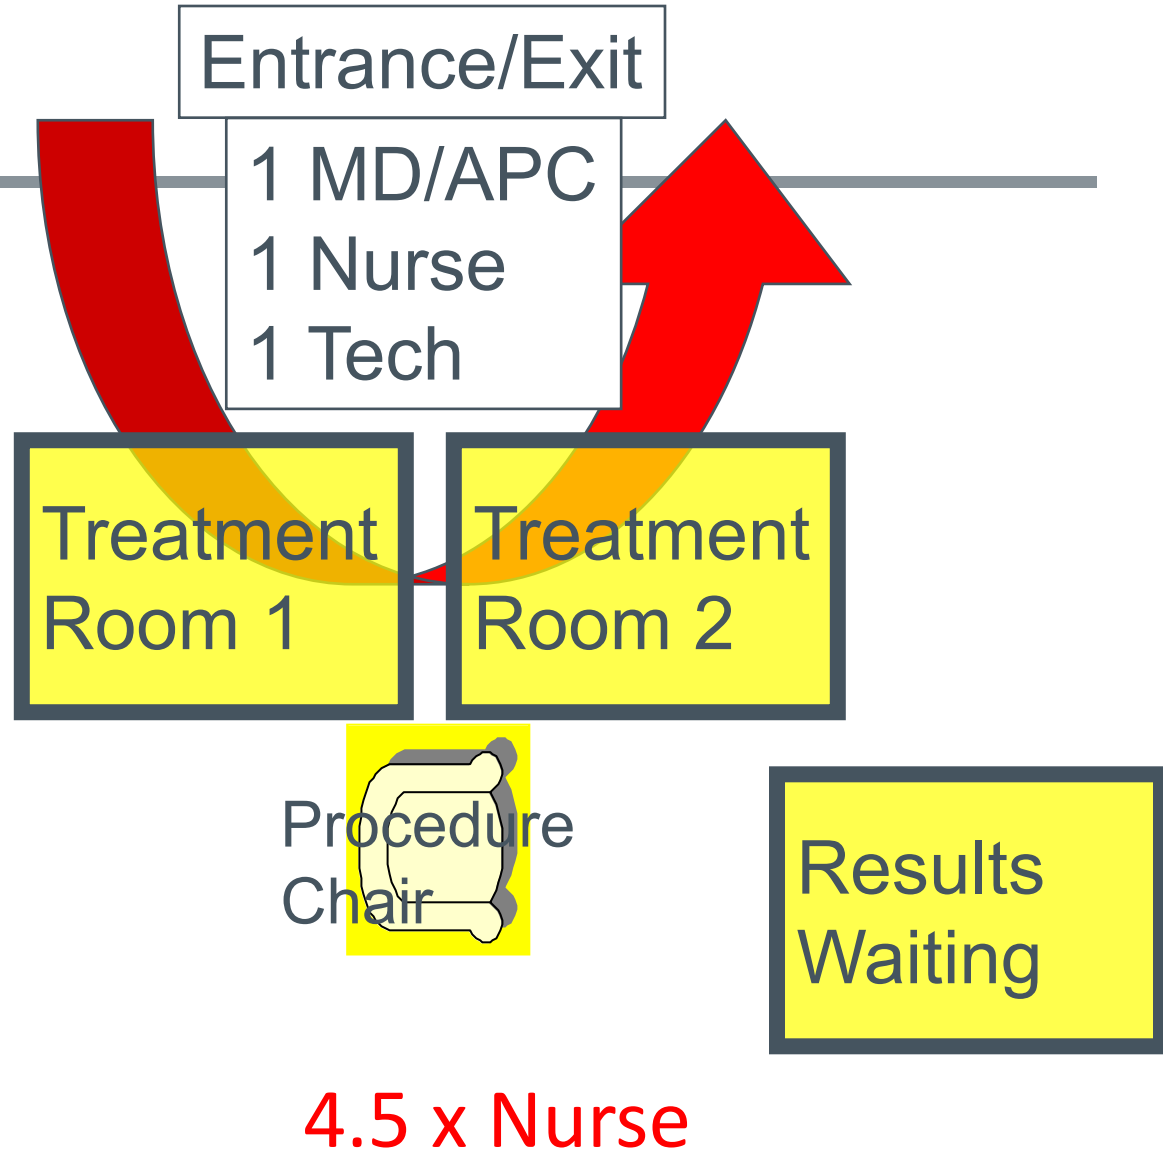 Entrance/Exit
1 MD/APC
1 Nurse
1 Tech
Treatment
Room 1
Treatment
Room 2
Procedure
Chair
Results
Waiting
4.5 x Nurse